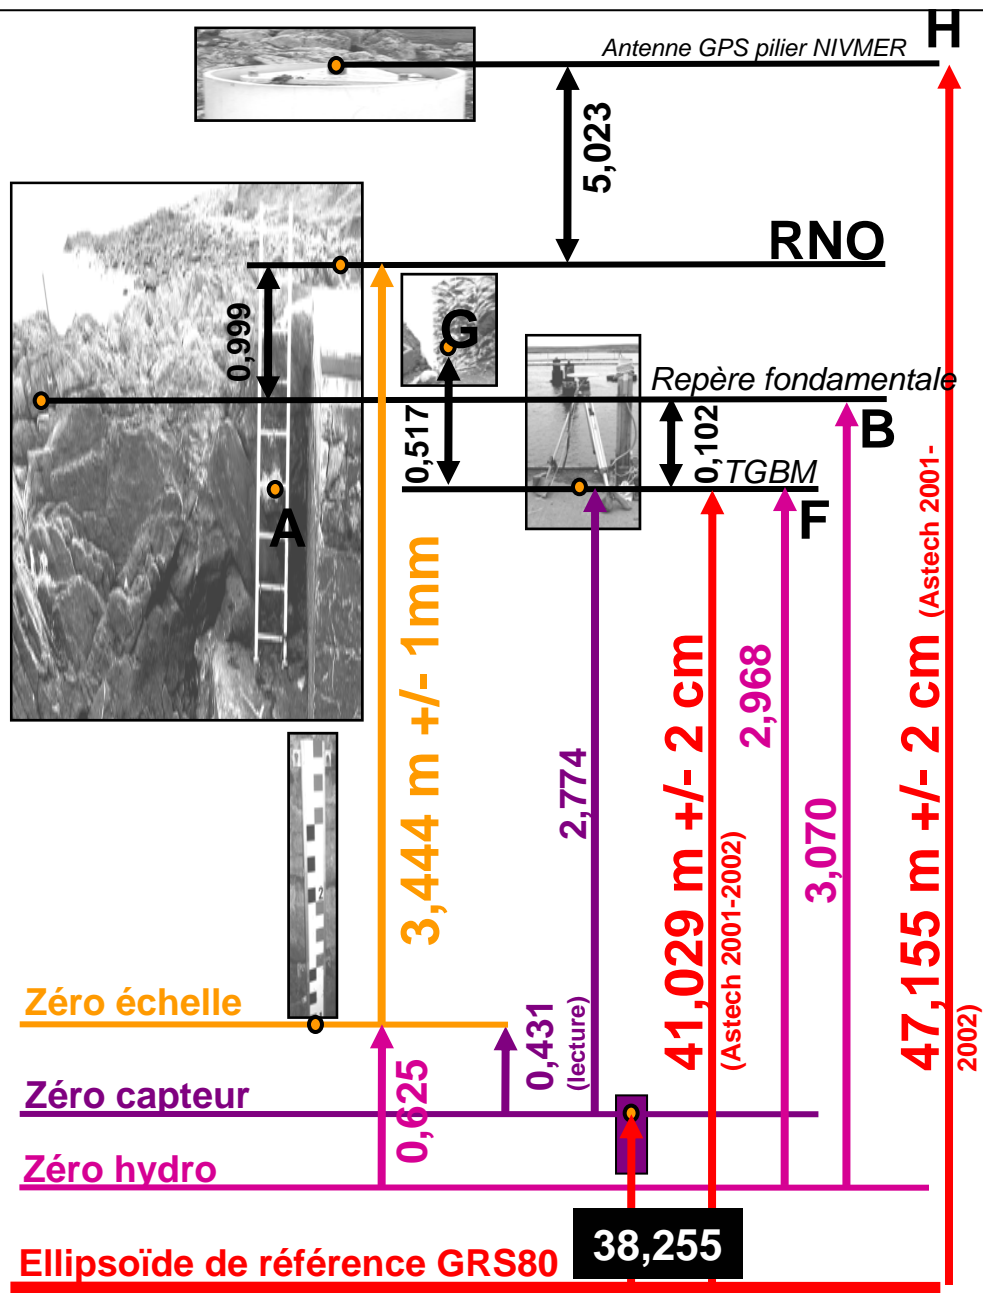 H
Antenne GPS pilier NIVMER
5,023
RNO
0,999
G
Repère fondamentale
B
0,517
0,102
TGBM
F
A
3,444 m +/- 1mm
2,774
41,029 m +/- 2 cm
(Astech 2001-2002)
2,968
3,070
47,155 m +/- 2 cm (Astech 2001-
2002)
2
Zéro échelle
0,431
(lecture)
0,625
Zéro capteur
Zéro hydro
38,255
Ellipsoïde de référence GRS80